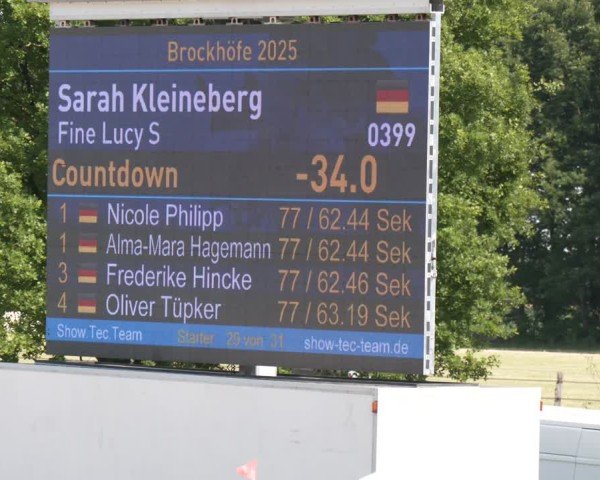 Brockhöfe 2025
Sarah Kleineberg
Fine Lucy S 0399
Countdown -34.0
1 Nicole Philipp 77 / 62.44 Sek
1 Alma-Mara Hagemann 77 / 62.44 Sek
3 Frederike Hincke 77 / 62.46 Sek
4 Oliver Tüpker 77 / 63.19 Sek
Show Tec Team Starter 29 von 31 show-tec-team.de